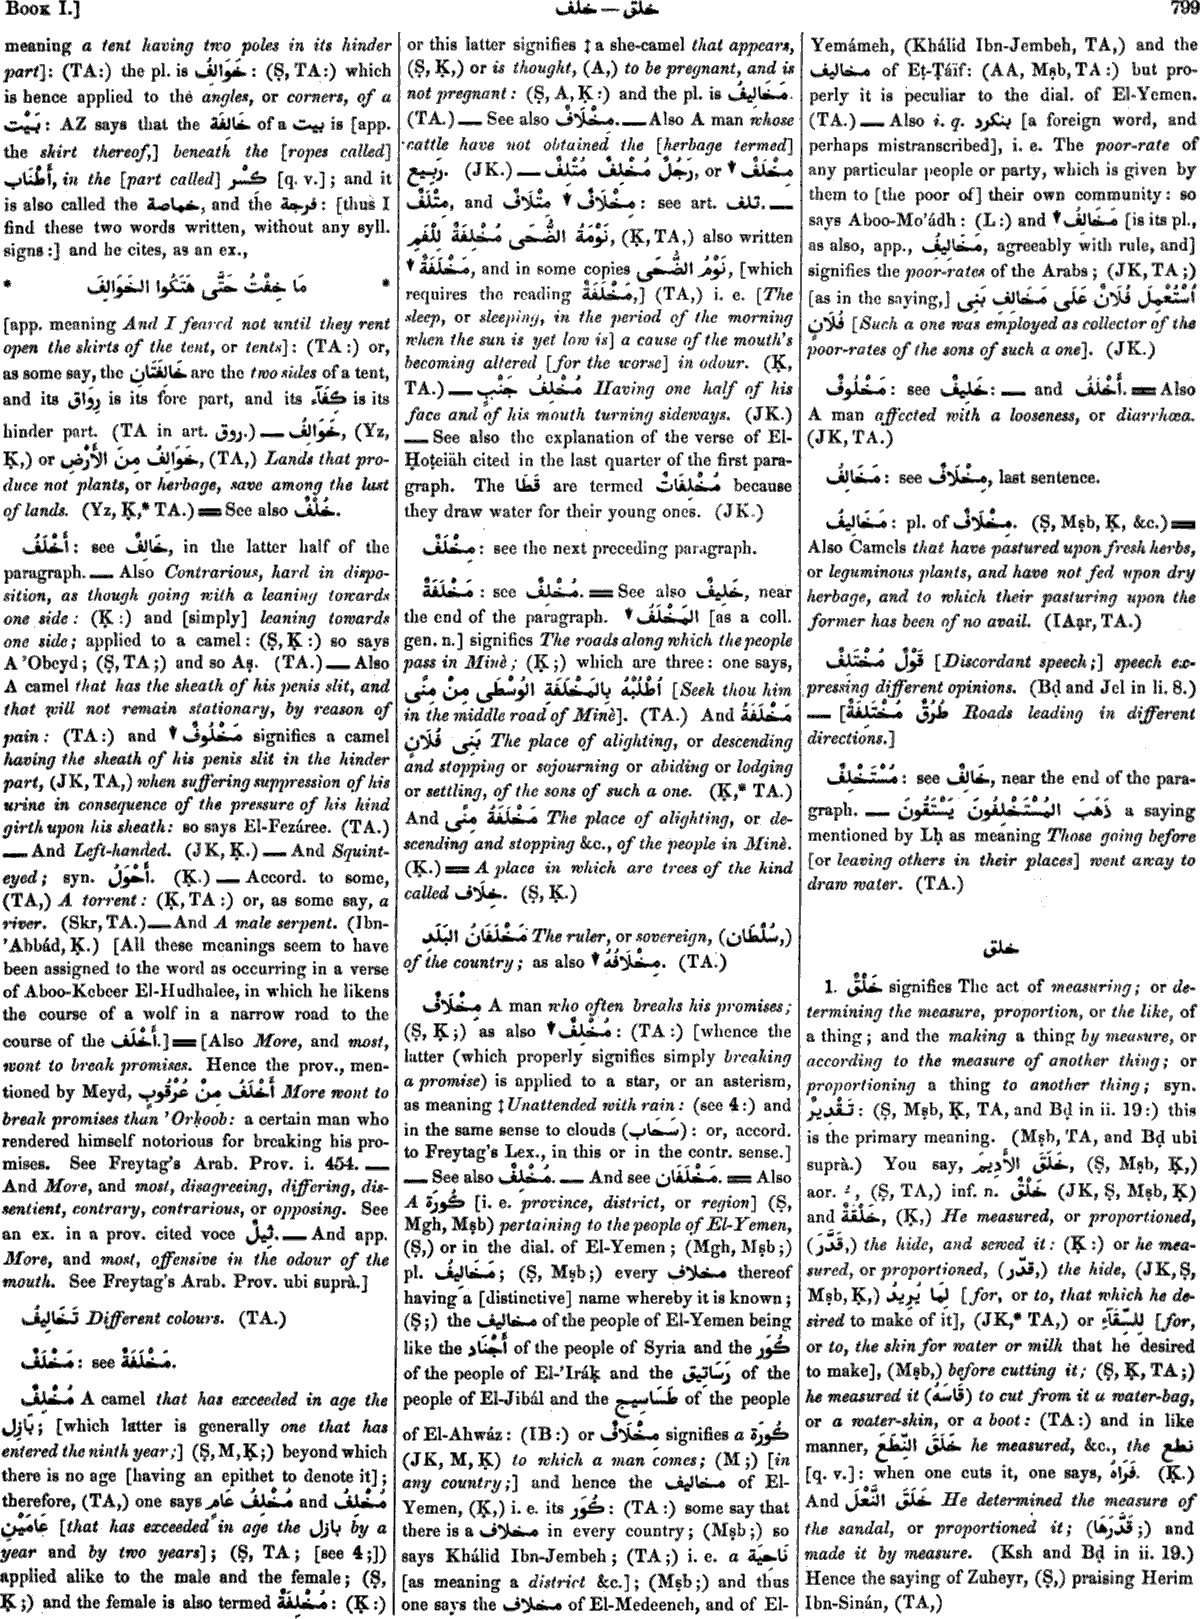 Book I.]
خلق — خلف
799
meaning a tent having two poles in its hinder
part]: (TA:) the pl. is خَوَالِفُ: (Ṣ, TA:) which
is hence applied to the angles, or corners, of a
بَيْت: AZ says that the خَالِفَة of a بيت is [app.
the skirt thereof,] beneath the [ropes called]
أَطْنَاب, in the [part called] كِسْر [q. v.]; and it
is also called the خماصة, and the فرجة: [thus I
find these two words written, without any syll.
signs:] and he cites, as an ex.,
* مَا خِفْتُ حَتَّى هَتَكُوا الخَوَالِفَ *
[app. meaning And I feared not until they rent
open the skirts of the tent, or tents]: (TA:) or,
as some say, the خَالِفَتَانِ are the two sides of a tent,
and its رِوَاق is its fore part, and its كِفَآء is its
hinder part. (TA in art. روق.) — خَوَالِفُ, (Yz,
Ḳ,) or خَوَالِفُ مِنَ الأَرْضِ, (TA,) Lands that pro-
duce not plants, or herbage, save among the last
of lands. (Yz, Ḳ,* TA.) = See also خُلْفٌ.
أَخْلَفُ: see خَالِفٌ, in the latter half of the
paragraph. — Also Contrarious, hard in dispo-
sition, as though going with a leaning towards
one side: (Ḳ:) and [simply] leaning towards
one side; applied to a camel: (Ṣ, Ḳ:) so says
A'Obeyd; (Ṣ, TA;) and so Aṣ. (TA.) — Also
A camel that has the sheath of his penis slit, and
that will not remain stationary, by reason of
pain: (TA:) and ▼ مَخْلُوفٌ signifies a camel
having the sheath of his penis slit in the hinder
part, (JK, TA,) when suffering suppression of his
urine in consequence of the pressure of his hind
girth upon his sheath: so says El-Fezáree. (TA.)
— And Left-handed. (JK, Ḳ.) — And Squint-
eyed; syn. أَحْوَلُ. (Ḳ.) — Accord. to some,
(TA,) A torrent: (Ḳ, TA:) or, as some say, a
river. (Skr, TA.) — And A male serpent. (Ibn-
'Abbád, Ḳ.) [All these meanings seem to have
been assigned to the word as occurring in a verse
of Aboo-Kebeer El-Hudhalee, in which he likens
the course of a wolf in a narrow road to the
course of the أَخْلَف.] = [Also More, and most,
wont to break promises. Hence the prov., men-
tioned by Meyd, أَخْلَفُ مِنْ عُرْقُوبٍ More wont to
break promises than 'Orḳoob: a certain man who
rendered himself notorious for breaking his pro-
mises. See Freytag's Arab. Prov. i. 454. —
And More, and most, disagreeing, differing, dis-
sentient, contrary, contrarious, or opposing. See
an ex. in a prov. cited voce ثِيلٌ. — And app.
More, and most, offensive in the odour of the
mouth. See Freytag's Arab. Prov. ubi suprà.]
تَخَالِيفُ Different colours. (TA.)
مَخْلَفٌ: see مَخْلَفَةٌ.
مُخْلِفٌ A camel that has exceeded in age the
بَازِل; [which latter is generally one that has
entered the ninth year;] (Ṣ, M, Ḳ;) beyond which
there is no age [having an epithet to denote it];
therefore, (TA,) one says مُخْلِفُ عَامٍ and مُخْلِفُ
عَامَيْنِ [that has exceeded in age the بازل by a
year and by two years]; (Ṣ, TA; [see 4;])
applied alike to the male and the female; (Ṣ,
Ḳ;) and the female is also termed مُخْلِفَةٌ: (Ḳ:)
or this latter signifies ‡ a she-camel that appears,
(Ṣ, Ḳ,) or is thought, (A,) to be pregnant, and is
not pregnant: (Ṣ, A, Ḳ:) and the pl. is مَخَالِيفُ.
(TA.) — See also مِخْلَافٌ. — Also A man whose
cattle have not obtained the [herbage termed]
رَبِيع. (JK.) — رَجُلٌ مُخْلِفٌ مُتْلِفٌ, or ▼ مِخْلَفٌ
مِتْلَفٌ, and ▼ مِخْلَافٌ مِتْلَافٌ: see art. تلف. —
نَوْمَةُ الضُّحَى مُخْلِفَةٌ لِلْفَمِ, (Ḳ, TA,) also written
▼ مَخْلَفَةٌ, and in some copies نَوْمُ الضُّحَى, [which
requires the reading مَخْلَفَةٌ,] (TA,) i. e. [The
sleep, or sleeping, in the period of the morning
when the sun is yet low is] a cause of the mouth's
becoming altered [for the worse] in odour. (Ḳ,
TA.) — مُخْلِفُ جَنْبٍ Having one half of his
face and of his mouth turning sideways. (JK.)
— See also the explanation of the verse of El-
Ḥoṭeiäh cited in the last quarter of the first para-
graph. The قَطَا are termed مُخْلِفَاتٌ because
they draw water for their young ones. (JK.)
مِخْلَفٌ: see the next preceding paragraph.
مَخْلَفَةٌ: see مُخْلِفٌ. = See also خَلِيفٌ, near
the end of the paragraph. ▼ المَخْلَفُ [as a coll.
gen. n.] signifies The roads along which the people
pass in Minè; (Ḳ;) which are three: one says,
اُطْلُبْهُ بِالمَخْلَفَةِ الوُسْطَى مِنْ مِنًى [Seek thou him
in the middle road of Minè]. (TA.) And مَخْلَفَةُ
بَنِى فُلَانٍ The place of alighting, or descending
and stopping or sojourning or abiding or lodging
or settling, of the sons of such a one. (Ḳ,* TA.)
And مَخْلَفَةُ مِنًى The place of alighting, or de-
scending and stopping &c., of the people in Minè.
(Ḳ.) = A place in which are trees of the kind
called خِلَاف. (Ṣ, Ḳ.)
مَخْلَفَانُ البَلَدِ The ruler, or sovereign, (سُلْطَان,)
of the country; as also ▼ مِخْلَافُهُ. (TA.)
مِخْلَافٌ A man who often breaks his promises;
(Ṣ, Ḳ;) as also ▼ مُخْلِفٌ: (TA:) [whence the
latter (which properly signifies simply breaking
a promise) is applied to a star, or an asterism,
as meaning ‡ Unattended with rain: (see 4:) and
in the same sense to clouds (سَحَاب): or, accord.
to Freytag's Lex., in this or in the contr. sense.]
— See also مُخْلِفٌ. — And see مَخْلَفَان. = Also
A كُورَة [i. e. province, district, or region] (Ṣ,
Mgh, Mṣb) pertaining to the people of El-Yemen,
(Ṣ,) or in the dial. of El-Yemen; (Mgh, Mṣb;)
pl. مَخَالِيفُ; (Ṣ, Mṣb;) every مخلاف thereof
having a [distinctive] name whereby it is known;
(Ṣ;) the مخاليف of the people of El-Yemen being
like the أَجْنَاد of the people of Syria and the كُوَر
of the people of El-'Iráḳ and the رَسَاتِيق of the
people of El-Jibál and the طَسَاسِيج of the people
of El-Ahwáz: (IB:) or مِخْلَافٌ signifies a كُورَة
(JK, M, Ḳ) to which a man comes; (M;) [in
any country;] and hence the مخاليف of El-
Yemen, (Ḳ,) i. e. its كُوَر: (TA:) some say that
there is a مخلاف in every country; (Mṣb;) so
says Khálid Ibn-Jembeh; (TA;) i. e. a نَاحِيَة
[as meaning a district &c.]; (Mṣb;) and thus
one says the مخلاف of El-Medeeneh, and of El-
Yemámeh, (Khálid Ibn-Jembeh, TA,) and the
مخاليف of Eṭ-Ṭáïf: (AA, Mṣb, TA:) but pro-
perly it is peculiar to the dial. of El-Yemen.
(TA.) — Also i. q. بنكرد [a foreign word, and
perhaps mistranscribed], i. e. The poor-rate of
any particular people or party, which is given by
them to [the poor of] their own community: so
says Aboo-Mo'ádh: (L:) and ▼ مَخَالِفُ [is its pl.,
as also, app., مَخَالِيفُ, agreeably with rule, and]
signifies the poor-rates of the Arabs; (JK, TA;)
[as in the saying,] اُسْتُعْمِلَ فُلَانٌ عَلَى مَخَالِفِ بَنِى
فُلَانٍ [Such a one was employed as collector of the
poor-rates of the sons of such a one]. (JK.)
مَخْلُوفٌ: see خَلِيفٌ: — and أَخْلَفُ. = Also
A man affected with a looseness, or diarrhœa.
(JK, TA.)
مَخَالِفُ: see مِخْلَافٌ, last sentence.
مَخَالِيفُ: pl. of مِخْلَافٌ. (Ṣ, Mṣb, Ḳ, &c.) =
Also Camels that have pastured upon fresh herbs,
or leguminous plants, and have not fed upon dry
herbage, and to which their pasturing upon the
former has been of no avail. (IAạr, TA.)
قَوْلٌ مُخْتَلِفٌ [Discordant speech;] speech ex-
pressing different opinions. (Bḍ and Jel in li. 8.)
— [طُرُقٌ مُخْتَلِفَةٌ Roads leading in different
directions.]
مُسْتَخْلِفٌ: see خَالِفٌ, near the end of the para-
graph. — ذَهَبَ المُسْتَخْلِفُونَ يَسْتَقُونَ a saying
mentioned by Lḥ as meaning Those going before
[or leaving others in their places] went away to
draw water. (TA.)
خلق
1. خَلْقٌ signifies The act of measuring; or de-
termining the measure, proportion, or the like, of
a thing; and the making a thing by measure, or
according to the measure of another thing; or
proportioning a thing to another thing; syn.
تَقْدِيرٌ: (Ṣ, Mṣb, Ḳ, TA, and Bḍ in ii. 19:) this
is the primary meaning. (Mṣb, TA, and Bḍ ubi
suprà.) You say, خَلَقَ الأَدِيمَ, (Ṣ, Mṣb, Ḳ,)
aor. ـُ, (Ṣ, TA,) inf. n. خَلْقٌ (JK, Ṣ, Mṣb, Ḳ)
and خَلْقَةٌ, (Ḳ,) He measured, or proportioned,
(قَدَّرَ,) the hide, and sewed it: (Ḳ:) or he mea-
sured, or proportioned, (قدّر,) the hide, (JK, Ṣ,
Mṣb, Ḳ,) لِمَا يُرِيدُ [for, or to, that which he de-
sired to make of it], (JK,* TA,) or لِلسِّقَآءِ [for,
or to, the skin for water or milk that he desired
to make], (Mṣb,) before cutting it; (Ṣ, Ḳ, TA;)
he measured it (قَاسَهُ) to cut from it a water-bag,
or a water-skin, or a boot: (TA:) and in like
manner, خَلَقَ النِّطَعَ he measured, &c., the نطع
[q. v.]: when one cuts it, one says, فَرَاهُ. (Ḳ.)
And خَلَقَ النَّعْلَ He determined the measure of
the sandal, or proportioned it; (قَدَّرَهَا;) and
made it by measure. (Ksh and Bḍ in ii. 19.)
Hence the saying of Zuheyr, (Ṣ,) praising Herim
Ibn-Sinán, (TA,)